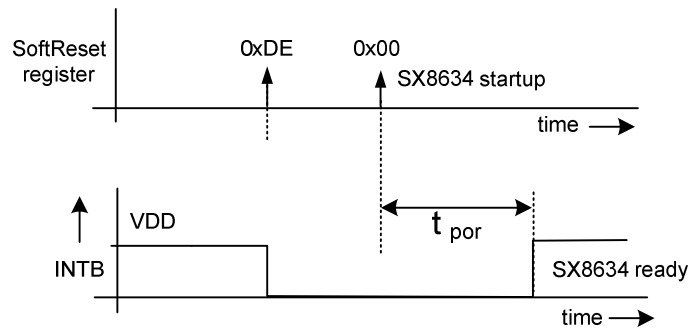 SoftReset
register
0xDE
0x00
SX8634 startup
time
VDD
t por
INTB
SX8634 ready
time